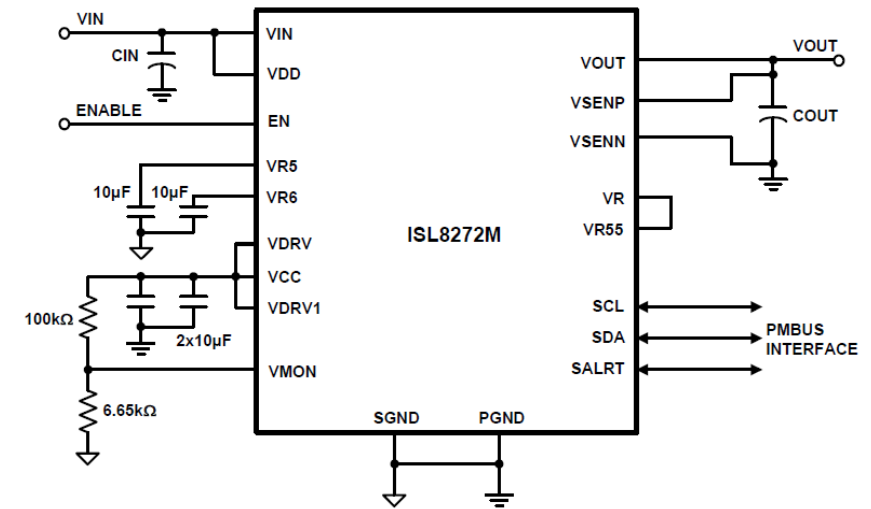 VIN
CIN
ENABLE
10µF 10µF
100kΩ
2x10µF
6.65kΩ
VIN
VDD
EN
VR5
VR6
VDRV
VCC
VDRV1
VMON
ISL8272M
SGND PGND
VOUT
VSENP
VSENN
VR
VR55
SCL
SDA
SALRT
VOUT
COUT
PMBUS
INTERFACE